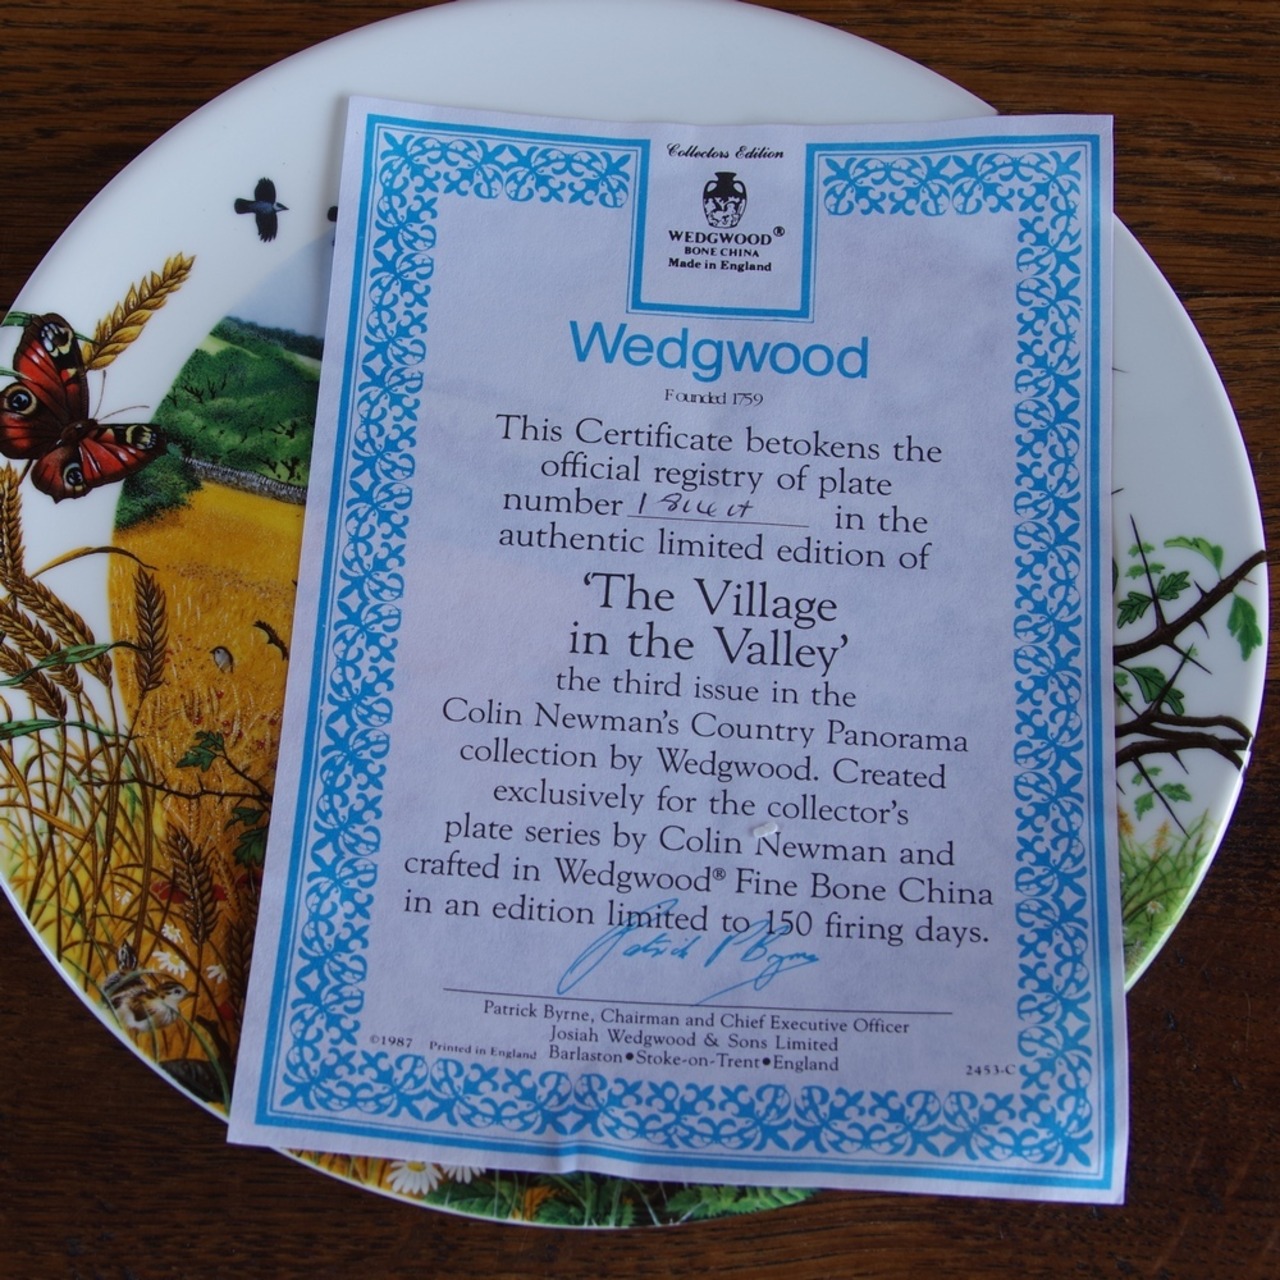 Collectors Edition
WEDGWOOD®
BONE CHINA
Made in England
Wedgwood
Founded 1759
This Certificate betokens the
official registry of plate
number in the
authentic limited edition of
‘The Village
in the Valley’
the third issue in the
Colin Newman's Country Panorama
collection by Wedgwood. Created
exclusively for the collector's
plate series by Colin Newman and
crafted in Wedgwood® Fine Bone China
in an edition limited to 150 firing days.
Patrick P Byrne
Patrick Byrne, Chairman and Chief Executive Officer
Josiah Wedgwood & Sons Limited
©1987 Printed in England Barlaston•Stoke-on-Trent•England
2453-C